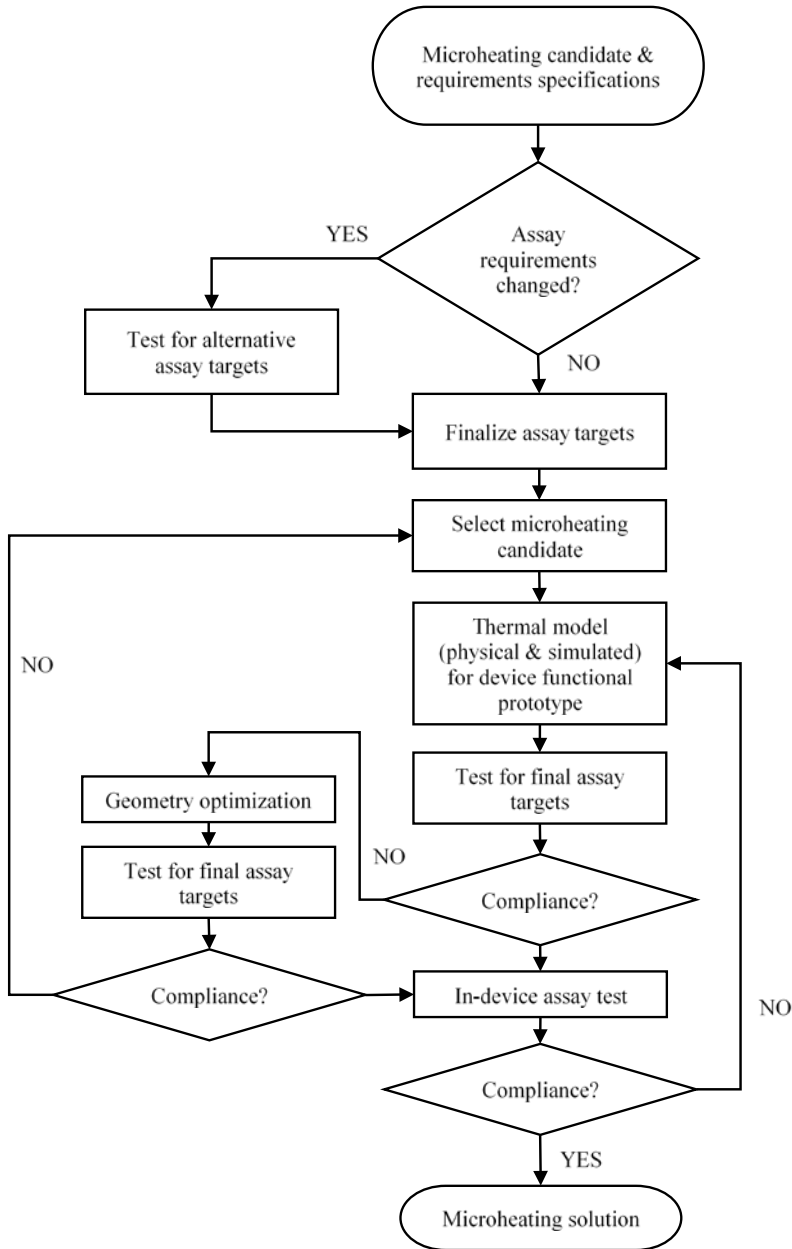 Microheating candidate &
requirements specifications
YES
Assay
requirements
changed?
Test for alternative
assay targets
NO
Finalize assay targets
Select microheating
candidate
NO
Thermal model
(physical & simulated)
for device functional
prototype
Test for final assay
targets
Geometry optimization
NO
Test for final assay
targets
Compliance?
Compliance?
In-device assay test
NO
Compliance?
YES
Microheating solution